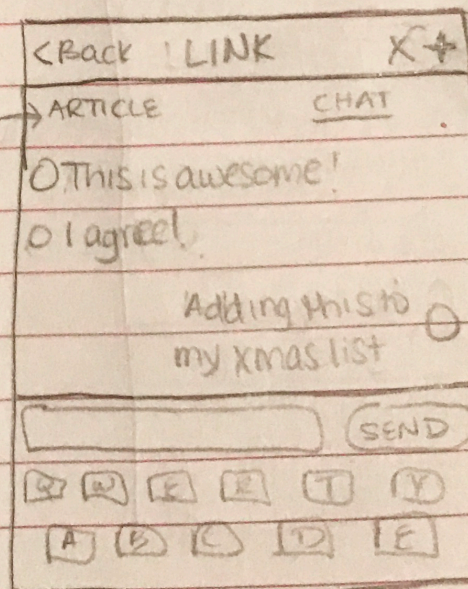 <Back LINK X +
ARTICLE CHAT
This is awesome!
I agree!
Adding this to
my xmas list
SEND
Q W E R T Y
A B C D E